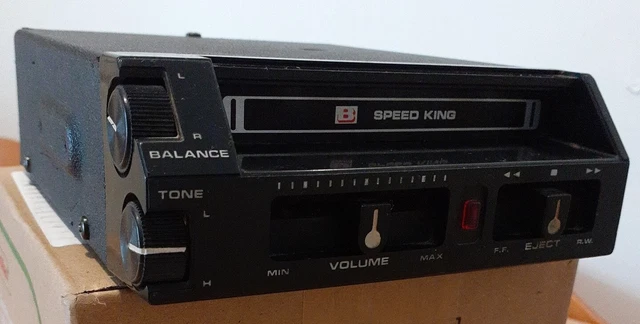 L
R
BALANCE
B SPEED KING
TONE
L
H
MIN VOLUME MAX
F.F. EJECT R.W.